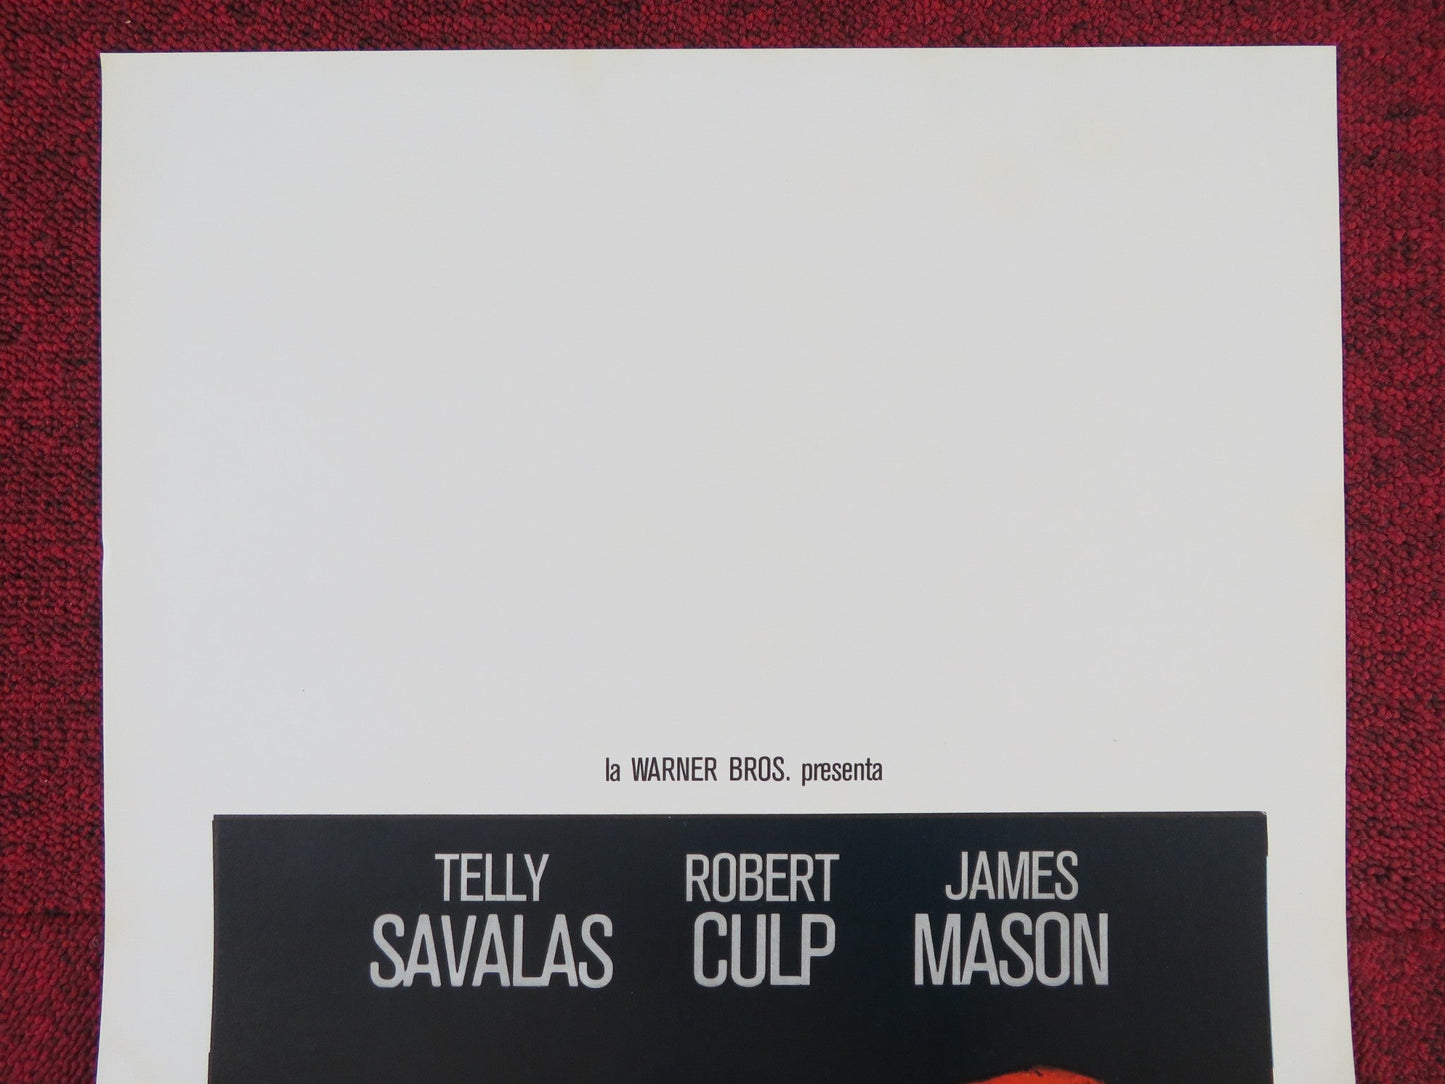 la WARNER BROS. presenta
TELLY ROBERT JAMES
SAVALAS CULP MASON